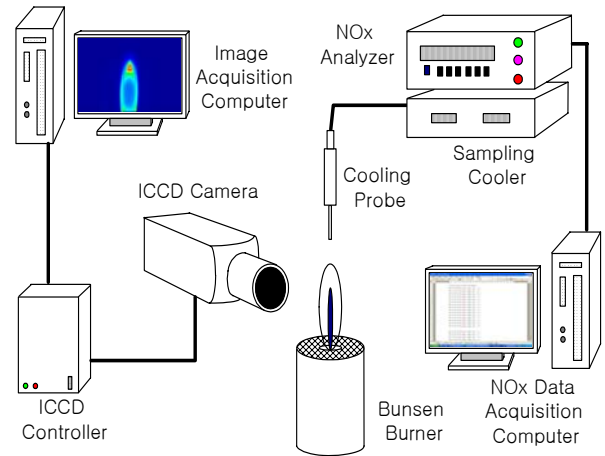 Image
Acquisition
Computer
NOx
Analyzer
Sampling
Cooler
Cooling
Probe
ICCD Camera
ICCD
Controller
Bunsen
Burner
NOx Data
Acquisition
Computer